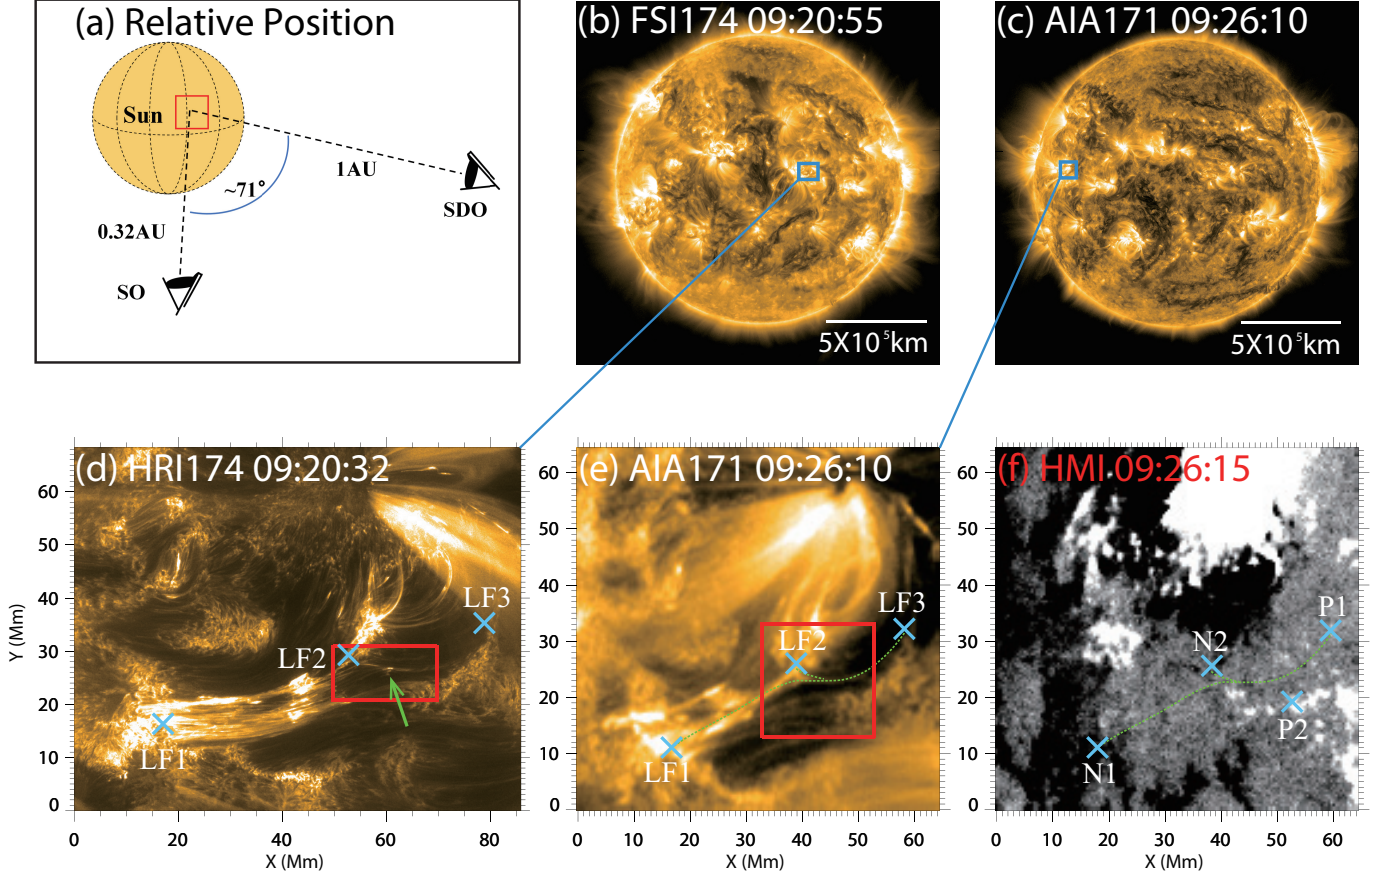 (a) Relative Position
Sun
1AU
~71°
SDO
0.32AU
SO
(b) FSI174 09:20:55
5X10⁵km
(c) AIA171 09:26:10
5X10⁵km
(d) HRI174 09:20:32
LF3
LF2
LF1
60
50
40
30
20
10
0
Y (Mm)
0 20 40 60 80
X (Mm)
(e) AIA171 09:26:10
LF3
LF2
LF1
60
50
40
30
20
10
0
0 10 20 30 40 50 60
X (Mm)
(f) HMI 09:26:15
P1
N2
P2
N1
60
50
40
30
20
10
0
0 10 20 30 40 50 60
X (Mm)